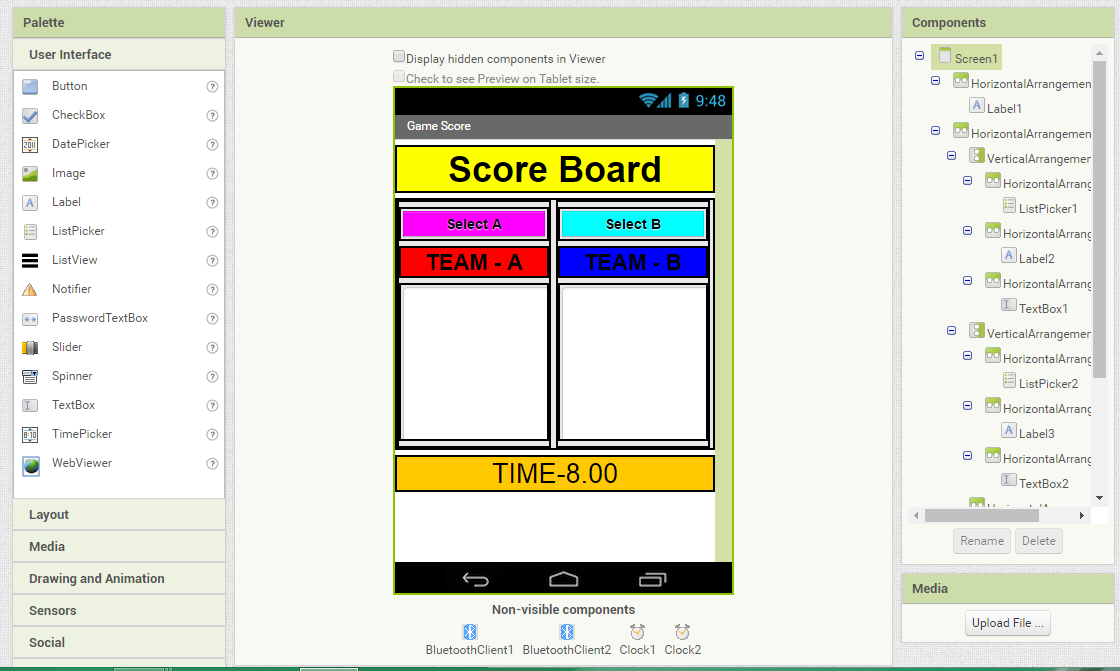 Palette
User Interface
Button
CheckBox
DatePicker
Image
Label
ListPicker
ListView
Notifier
PasswordTextBox
Slider
Spinner
TextBox
TimePicker
WebViewer
Layout
Media
Drawing and Animation
Sensors
Social
Viewer
Display hidden components in Viewer
Check to see Preview on Tablet size.
9:48
Game Score
Score Board
Select A Select B
TEAM - A TEAM - B
TIME-8.00
Non-visible components
BluetoothClient1 BluetoothClient2 Clock1 Clock2
Components
Screen1
HorizontalArrangemen
Label1
HorizontalArrangemen
VerticalArrangemer
HorizontalArrang
ListPicker1
HorizontalArrang
Label2
HorizontalArrang
TextBox1
VerticalArrangemer
HorizontalArrang
ListPicker2
HorizontalArrang
Label3
HorizontalArrang
TextBox2
Rename Delete
Media
Upload File ...